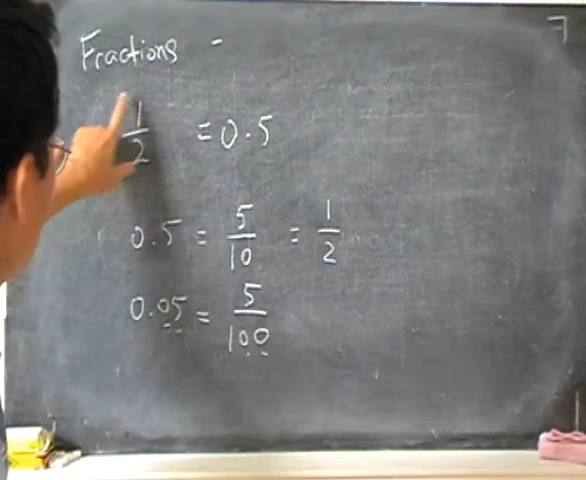 Fractions -
1/2 = 0.5
0.5 = 5/10 = 1/2
0.05 = 5/100